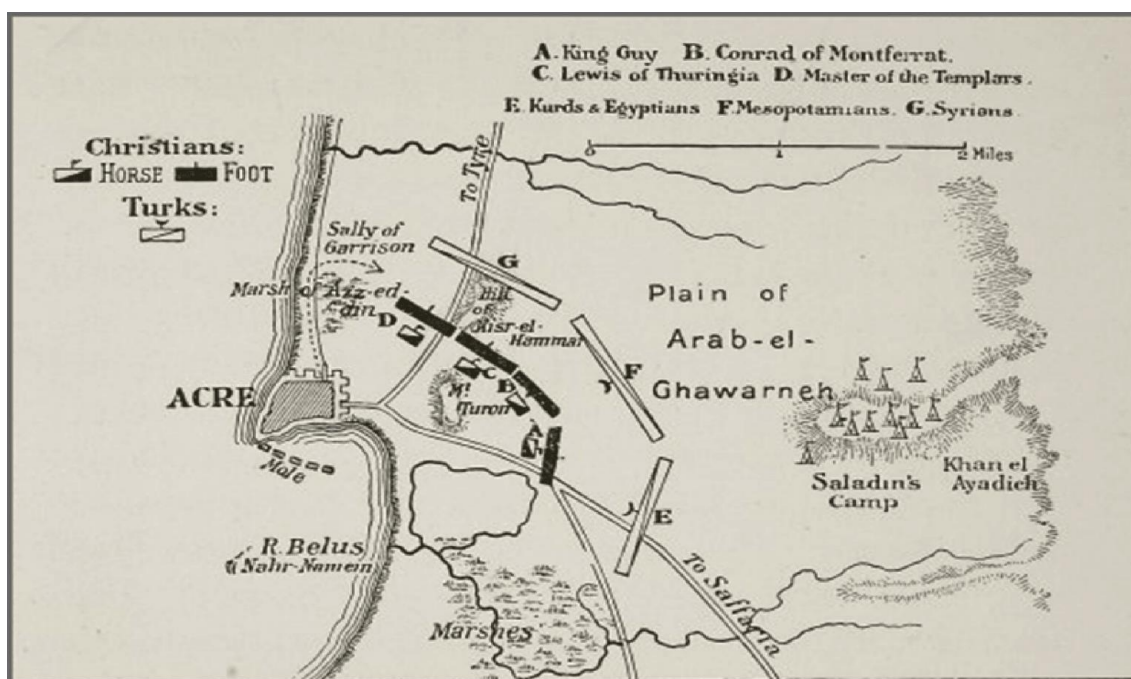 A. King Guy B. Conrad of Montferrat.
C. Lewis of Thuringia D. Master of the Templars.
E. Kurds & Egyptians F. Mesopotamians. G. Syrians.
0 1 2 Miles
Christians:
HORSE FOOT
Turks:
To Tyre
Sally of
Garrison
Marsh of Azz-ed-
din
G
Hill
of
Kisr-el-
Hammar
D
C
B
Mt.
Turon
A
F
E
Plain of
Arab-el-
Ghawarneh
ACRE
Mole
Saladin's
Camp
Khan el
Ayadieh
R. Belus
Nahr-Namein
Marshes
To Saffaria